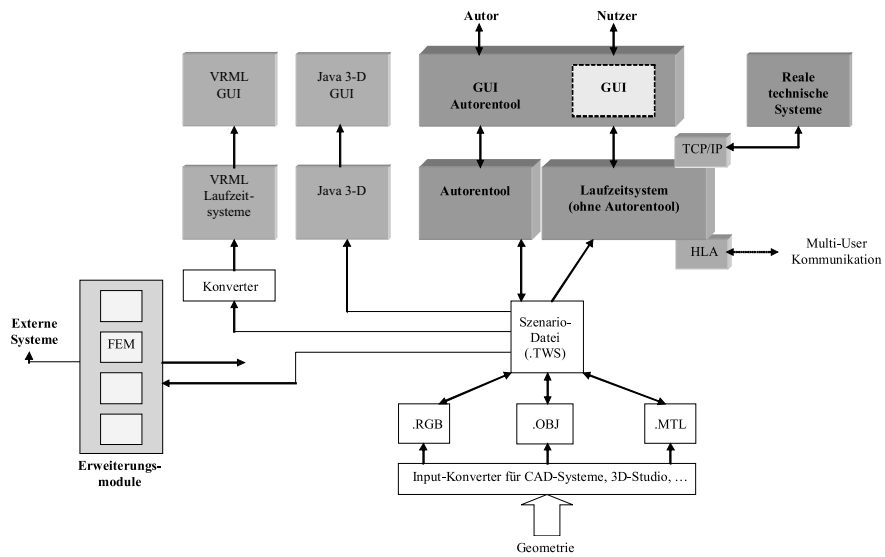 Autor
Nutzer
VRML
GUI
Java 3-D
GUI
GUI
Autorentool
GUI
Reale
technische
Systeme
TCP/IP
VRML
Laufzeit-
systeme
Java 3-D
Autorentool
Laufzeitsystem
(ohne Autorentool)
HLA
Multi-User
Kommunikation
Konverter
Externe
Systeme
FEM
Szenario-
Datei
(.TWS)
.RGB
.OBJ
.MTL
Erweiterungs-
module
Input-Konverter für CAD-Systeme, 3D-Studio, …
Geometrie